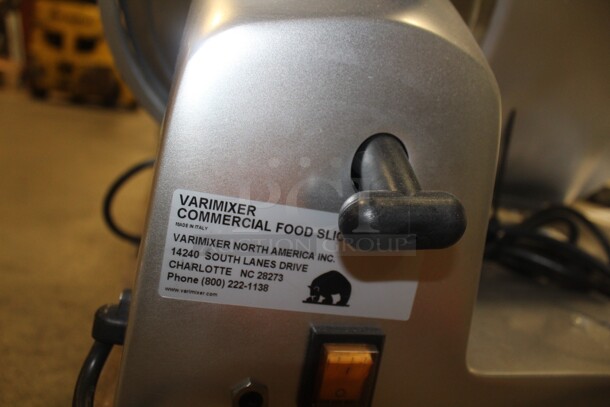 VARIMIXER
COMMERCIAL FOOD SLIC
MADE IN ITALY
VARIMIXER NORTH AMERICA INC.
14240 SOUTH LANES DRIVE
CHARLOTTE NC 28273
Phone (800) 222-1138
www.varimixer.com